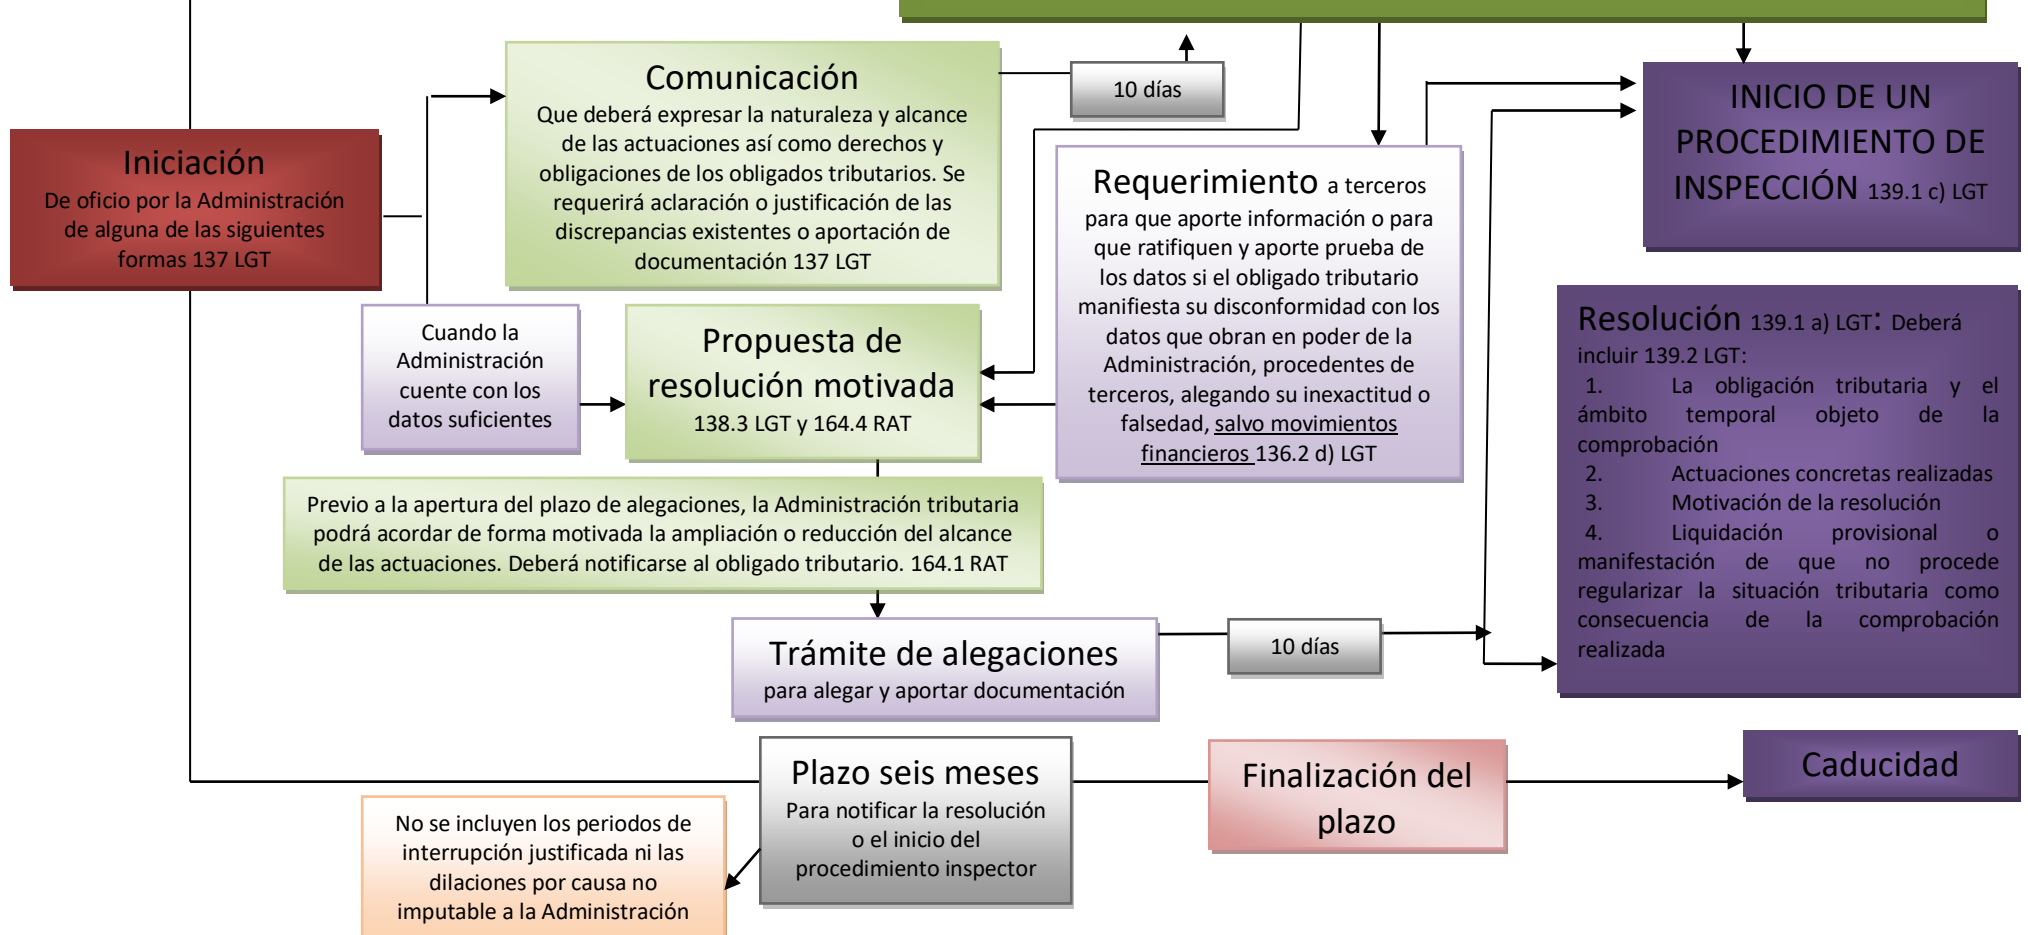 Comunicación
Que deberá expresar la naturaleza y alcance
de las actuaciones así como derechos y
obligaciones de los obligados tributarios. Se
requerirá aclaración o justificación de las
discrepancias existentes o aportación de
documentación 137 LGT
10 días
INICIO DE UN
PROCEDIMIENTO DE
INSPECCIÓN 139.1 c) LGT
Iniciación
De oficio por la Administración
de alguna de las siguientes
formas 137 LGT
Requerimiento a terceros
para que aporte información o para
que ratifiquen y aporte prueba de
los datos si el obligado tributario
manifiesta su disconformidad con los
datos que obran en poder de la
Administración, procedentes de
terceros, alegando su inexactitud o
falsedad, salvo movimientos
financieros 136.2 d) LGT
Cuando la
Administración
cuente con los
datos suficientes
Propuesta de
resolución motivada
138.3 LGT y 164.4 RAT
Resolución 139.1 a) LGT: Deberá
incluir 139.2 LGT:
1. La obligación tributaria y el
ámbito temporal objeto de la
comprobación
2. Actuaciones concretas realizadas
3. Motivación de la resolución
4. Liquidación provisional o
manifestación de que no procede
regularizar la situación tributaria como
consecuencia de la comprobación
realizada
Previo a la apertura del plazo de alegaciones, la Administración tributaria
podrá acordar de forma motivada la ampliación o reducción del alcance
de las actuaciones. Deberá notificarse al obligado tributario. 164.1 RAT
Trámite de alegaciones
para alegar y aportar documentación
10 días
Plazo seis meses
Para notificar la resolución
o el inicio del
procedimiento inspector
Finalización del
plazo
Caducidad
No se incluyen los periodos de
interrupción justificada ni las
dilaciones por causa no
imputable a la Administración